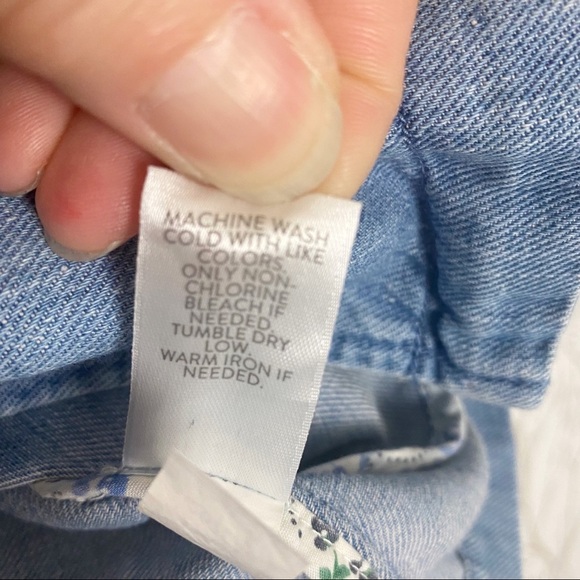 MACHINE WASH
COLD WITH LIKE
COLORS.
ONLY NON-
CHLORINE
BLEACH IF
NEEDED.
TUMBLE DRY
LOW
WARM IRON IF
NEEDED.